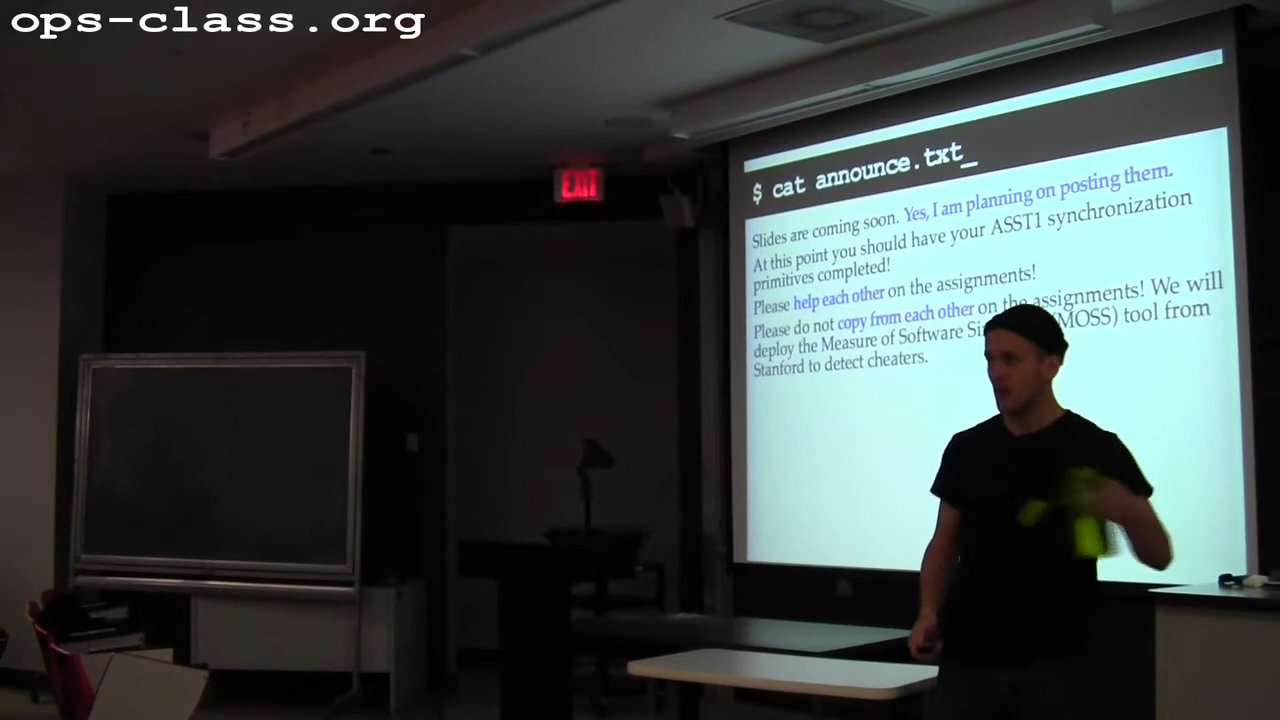 ops-class.org
EXIT
$ cat announce.txt_
Slides are coming soon. Yes, I am planning on posting them.
At this point you should have your ASST1 synchronization
primitives completed!
Please help each other on the assignments!
Please do not copy from each other on the assignments! We will
deploy the Measure of Software Si (MOSS) tool from
Stanford to detect cheaters.